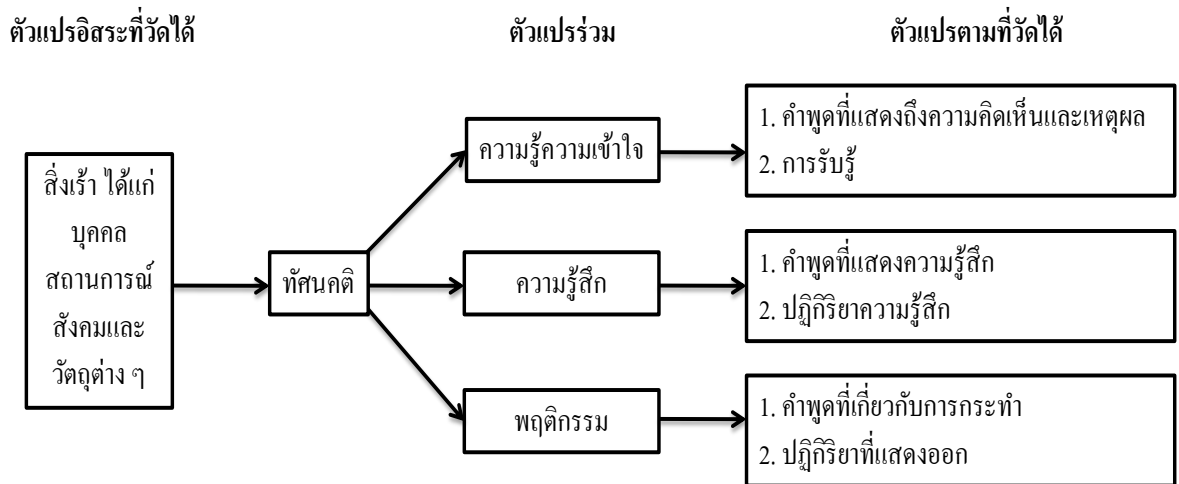 ตัวแปรอิสระที่วัดได้
ตัวแปรร่วม
ตัวแปรตามที่วัดได้
สิ่งเร้า ได้แก่
บุคคล
สถานการณ์
สังคมและ
วัตถุต่าง ๆ
ทัศนคติ
ความรู้ความเข้าใจ
1. คำพูดที่แสดงถึงความคิดเห็นและเหตุผล
2. การรับรู้
ความรู้สึก
1. คำพูดที่แสดงความรู้สึก
2. ปฏิกิริยาความรู้สึก
พฤติกรรม
1. คำพูดที่เกี่ยวกับการกระทำ
2. ปฏิกิริยาที่แสดงออก